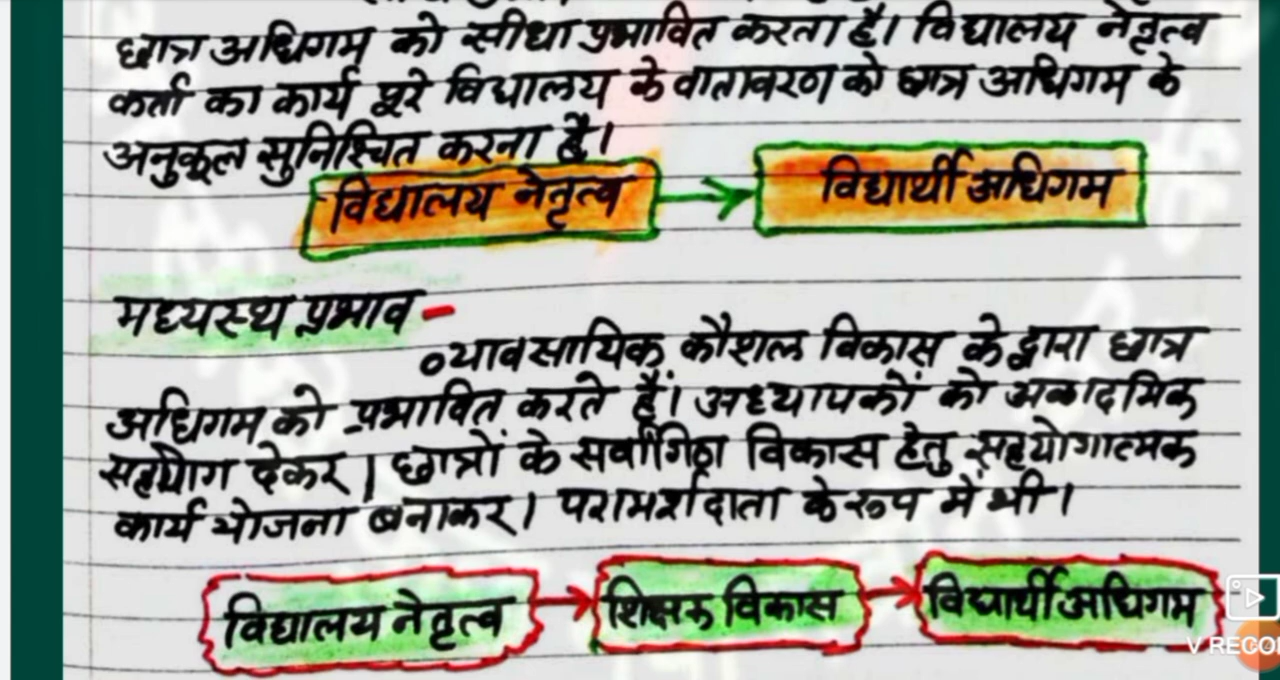 छात्र अधिगम को सीधा प्रभावित करता है। विद्यालय नेतृत्व
कर्ता का कार्य पूरे विद्यालय के वातावरण को छात्र अधिगम के
अनुकूल सुनिश्चित करना है।
विद्यालय नेतृत्व → विद्यार्थी अधिगम
मध्यस्थ प्रभाव -
व्यावसायिक कौशल विकास के द्वारा छात्र
अधिगम को प्रभावित करते हैं। अध्यापकों को अकादमिक
सहयोग देकर। छात्रों के सर्वांगिण विकास हेतु सहयोगात्मक
कार्य योजना बनाकर। परामर्शदाता के रूप में भी।
विद्यालय नेतृत्व → शिक्षक विकास → विद्यार्थी अधिगम
V RECO